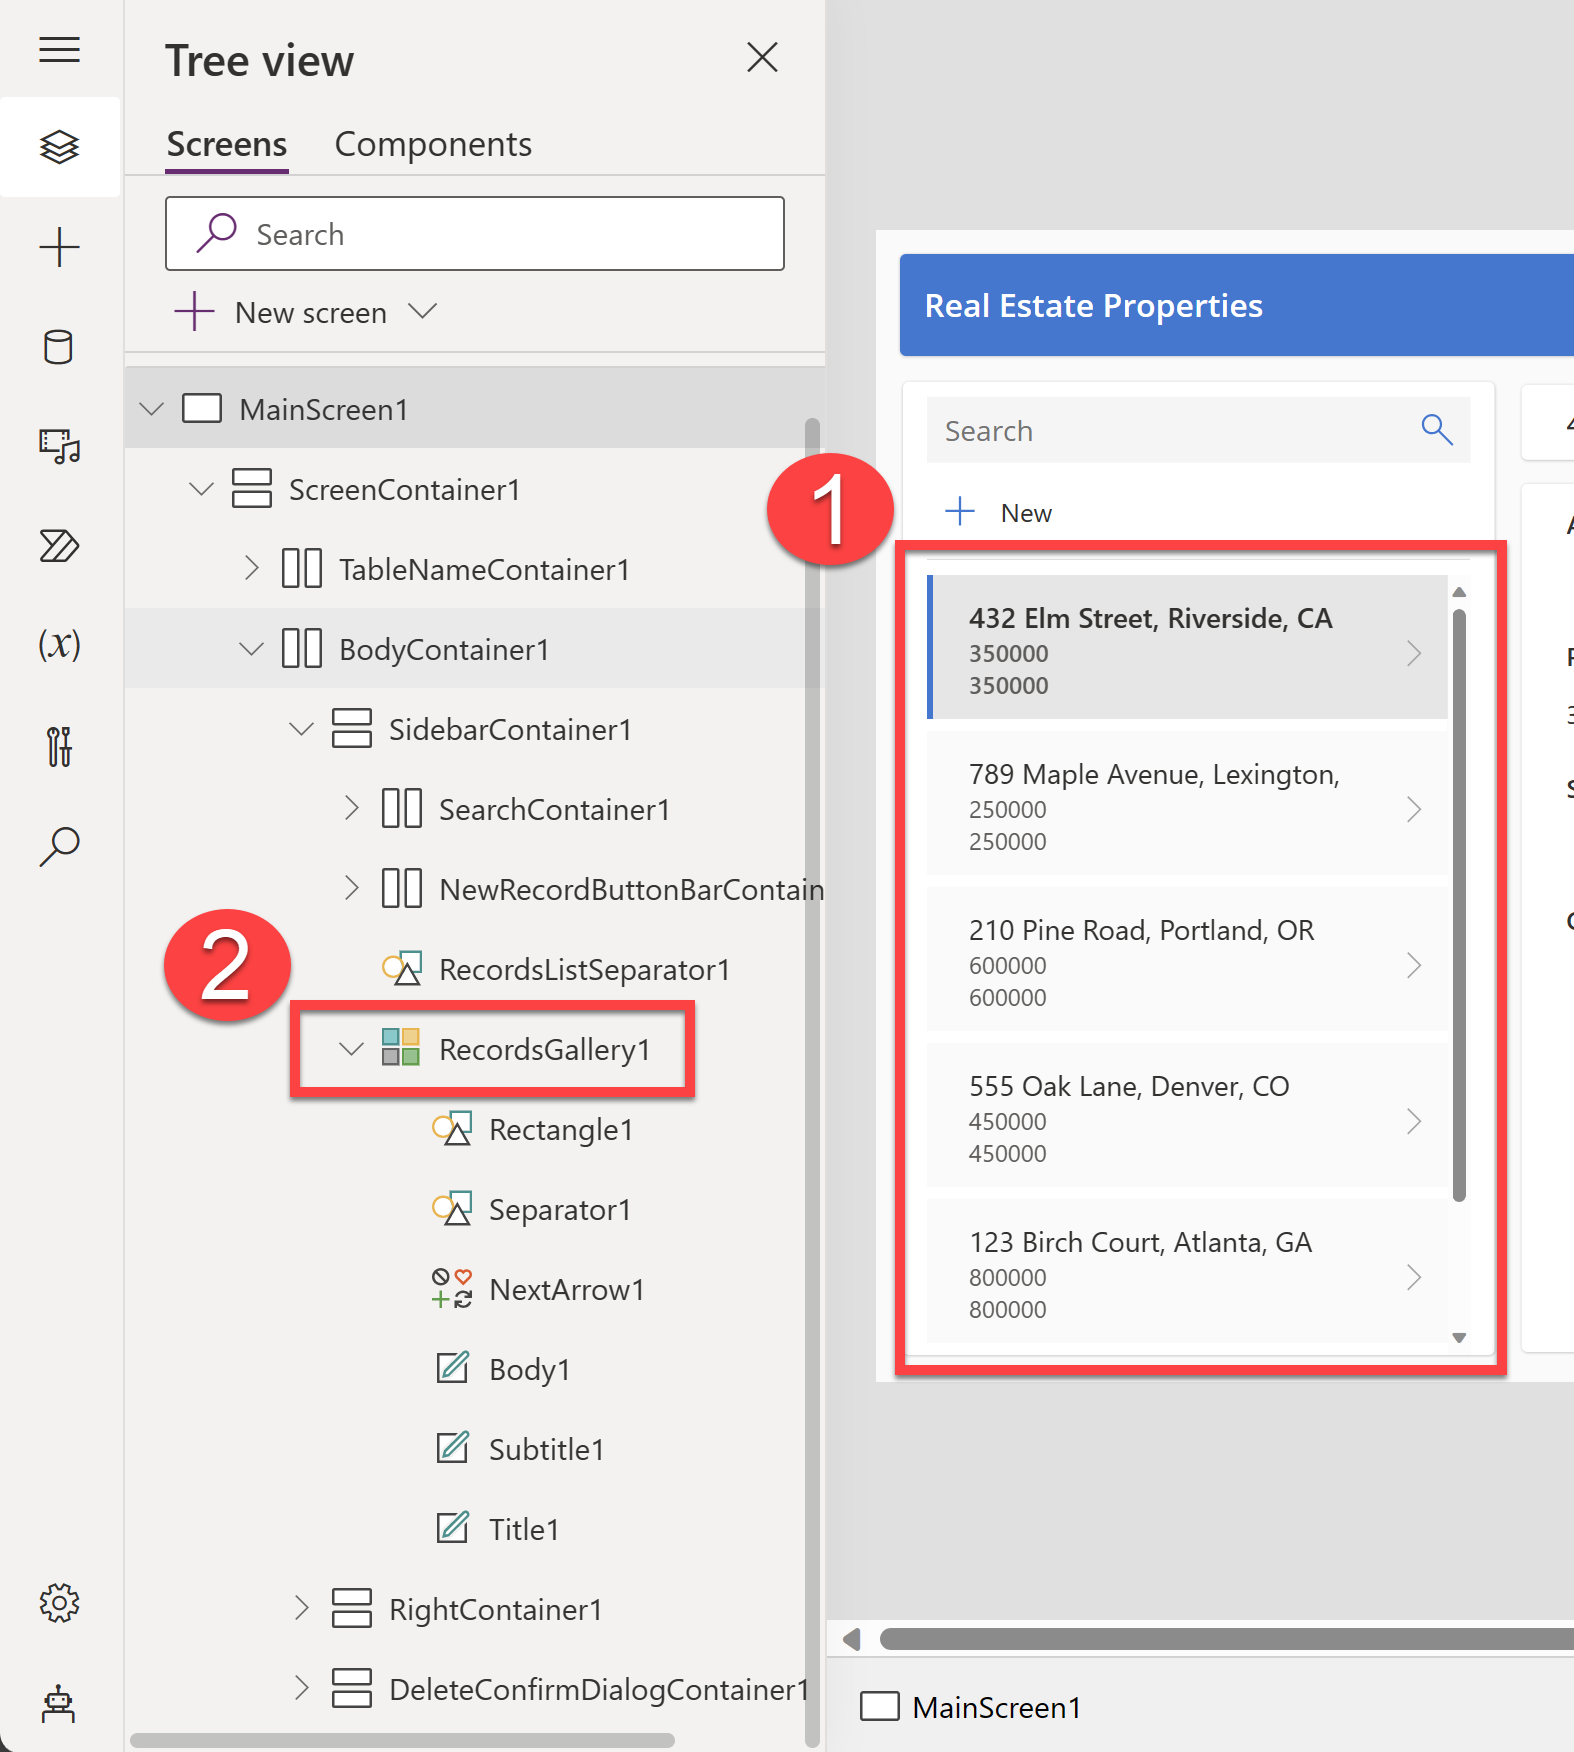 Tree view
Screens
Components
Search
New screen
MainScreen1
ScreenContainer1
TableNameContainer1
BodyContainer1
SidebarContainer1
SearchContainer1
NewRecordButtonBarContain
RecordsListSeparator1
2
RecordsGallery1
Rectangle1
Separator1
NextArrow1
Body1
Subtitle1
Title1
RightContainer1
DeleteConfirmDialogContainer1
(x)
Real Estate Properties
Search
New
1
432 Elm Street, Riverside, CA
350000
350000
789 Maple Avenue, Lexington,
250000
250000
210 Pine Road, Portland, OR
600000
600000
555 Oak Lane, Denver, CO
450000
450000
123 Birch Court, Atlanta, GA
800000
800000
MainScreen1